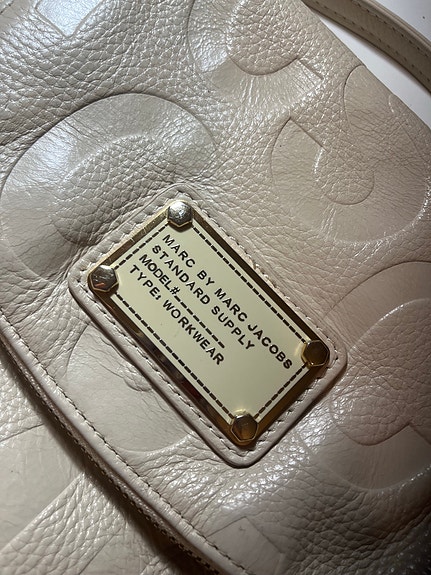 MARC BY MARC JACOBS
STANDARD SUPPLY
MODEL#--------
TYPE: WORKWEAR